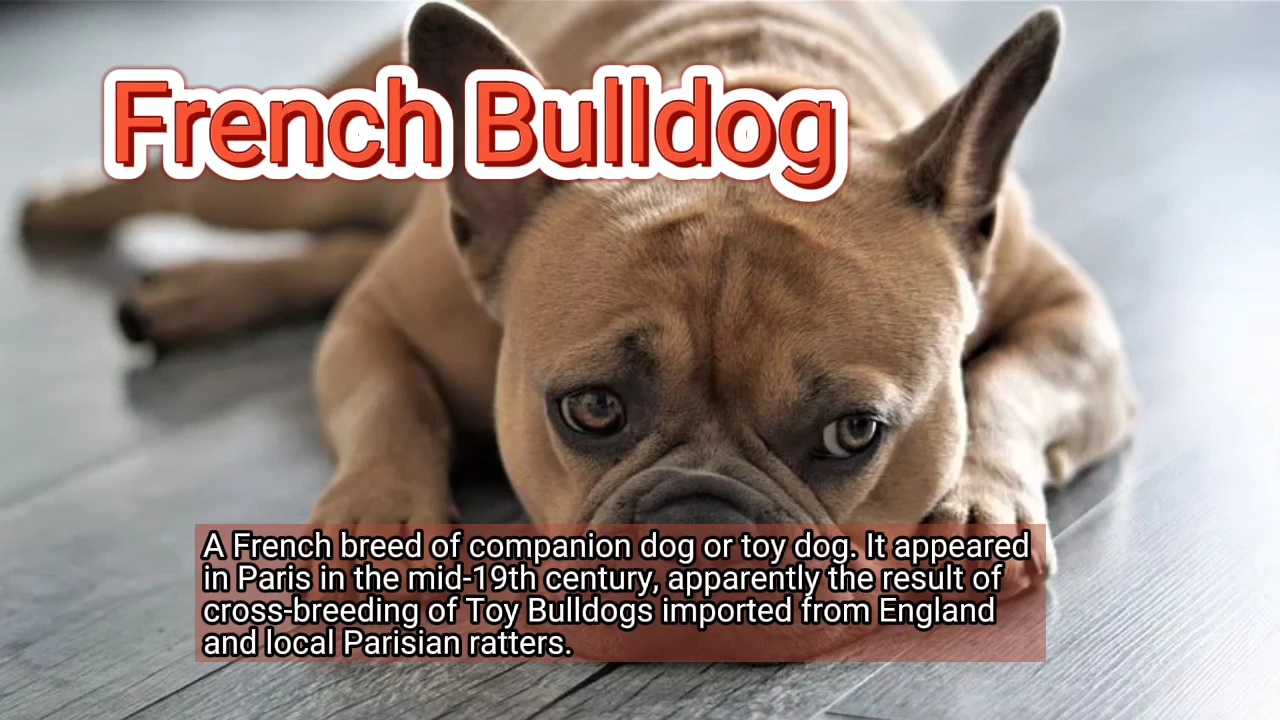 French Bulldog
A French breed of companion dog or toy dog. It appeared
in Paris in the mid-19th century, apparently the result of
cross-breeding of Toy Bulldogs imported from England
and local Parisian ratters.